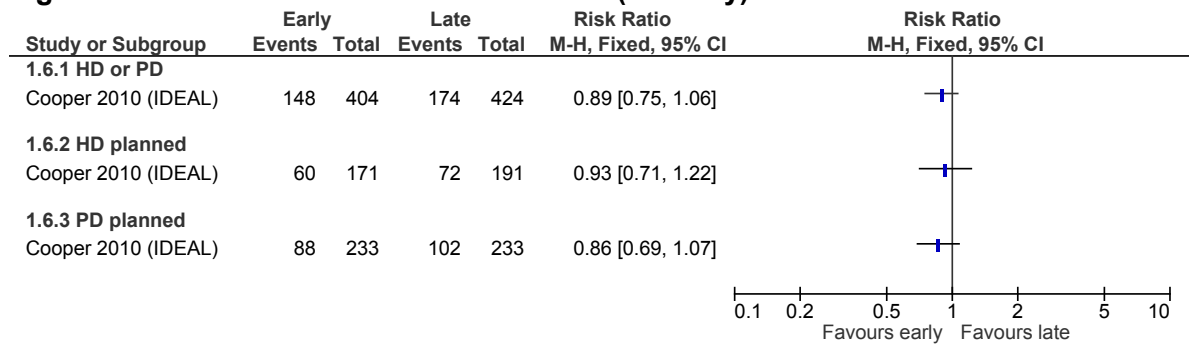 Early Late Risk Ratio Risk Ratio
Study or Subgroup Events Total Events Total M-H, Fixed, 95% CI M-H, Fixed, 95% CI
1.6.1 HD or PD
Cooper 2010 (IDEAL) 148 404 174 424 0.89 [0.75, 1.06]
1.6.2 HD planned
Cooper 2010 (IDEAL) 60 171 72 191 0.93 [0.71, 1.22]
1.6.3 PD planned
Cooper 2010 (IDEAL) 88 233 102 233 0.86 [0.69, 1.07]
0.1 0.2 0.5 1 2 5 10
Favours early Favours late